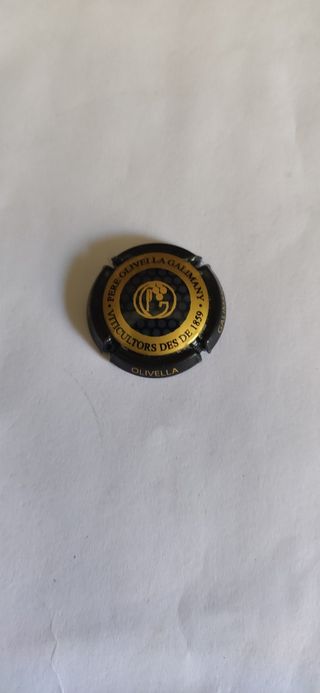 • PERE OLIVELLA GALIMANY •
VITICULTORS DES DE 1859
G
OLIVELLA